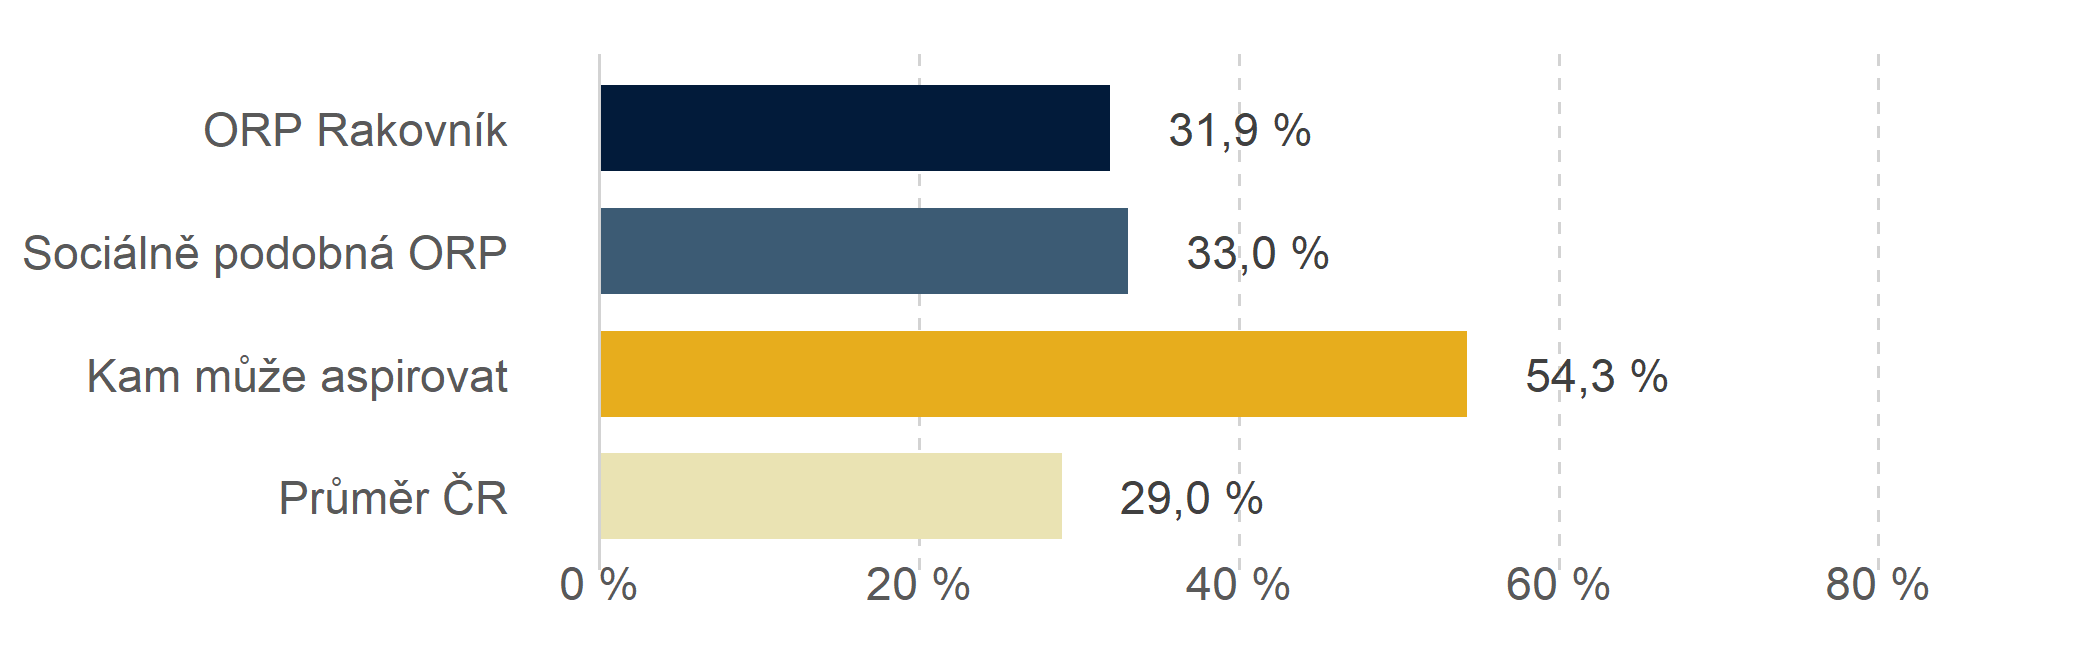 ORP Rakovník 31,9 %
Sociálně podobná ORP 33,0 %
Kam může aspirovat 54,3 %
Průměr ČR 29,0 %
0 % 20 % 40 % 60 % 80 %